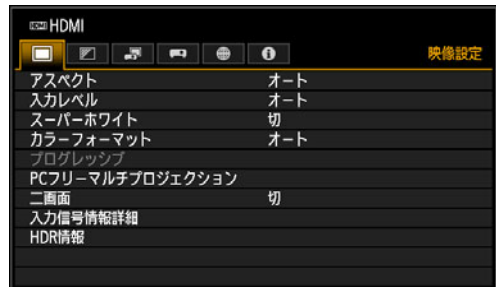 HDMI HDMI
映像設定
アスペクト オート
入力レベル オート
スーパーホワイト 切
カラーフォーマット オート
プログレッシブ
PCフリーマルチプロジェクション
二画面 切
入力信号情報詳細
HDR情報